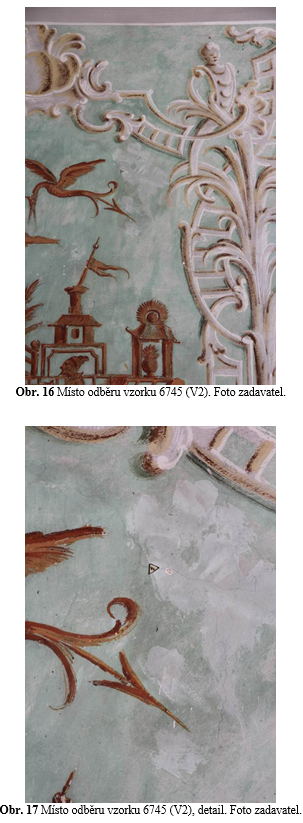 Obr. 16 Místo odběru vzorku 6745 (V2). Foto zadavatel.
Obr. 17 Místo odběru vzorku 6745 (V2), detail. Foto zadavatel.